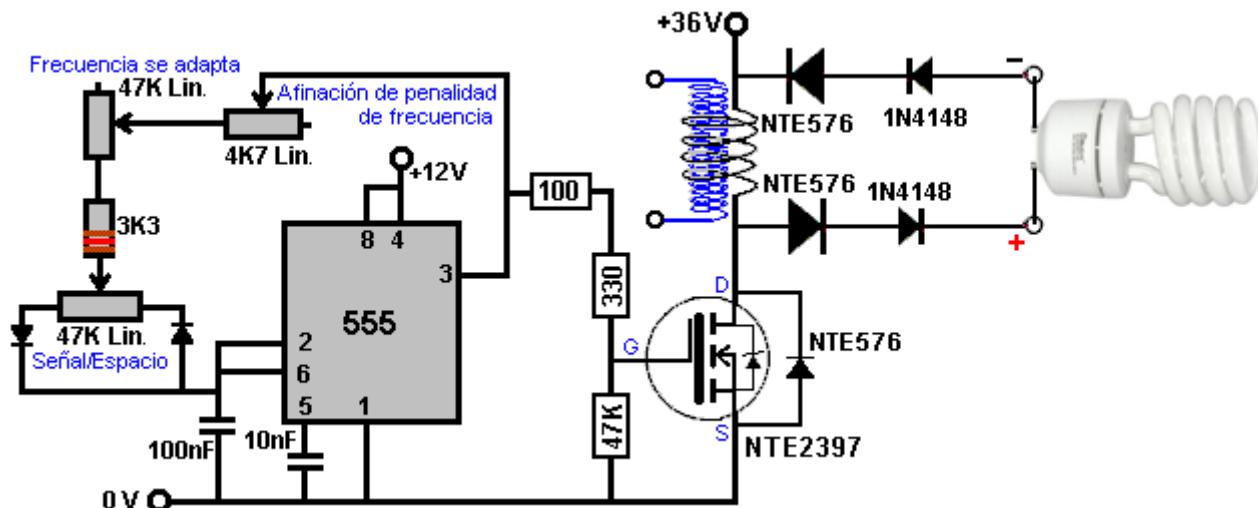 +36V
Frecuencia se adapta
47K Lin.
Afinación de penalidad
de frecuencia
4K7 Lin.
+12V
NTE576
1N4148
-
NTE576
1N4148
+
100
3K3
8 4
3
555
330
D
47K Lin.
Señal/Espacio
2
6
G
NTE576
5 1
100nF
10nF
47K
S
NTE2397
0 V